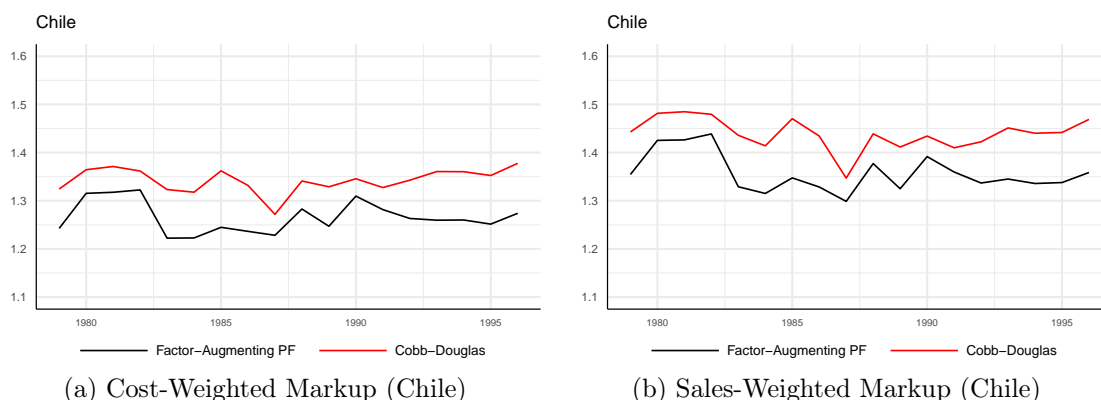 Chile
1.6
1.5
1.4
1.3
1.2
1.1
1980 1985 1990 1995
Factor−Augmenting PF Cobb−Douglas
(a) Cost-Weighted Markup (Chile)
Chile
1.6
1.5
1.4
1.3
1.2
1.1
1980 1985 1990 1995
Factor−Augmenting PF Cobb−Douglas
(b) Sales-Weighted Markup (Chile)